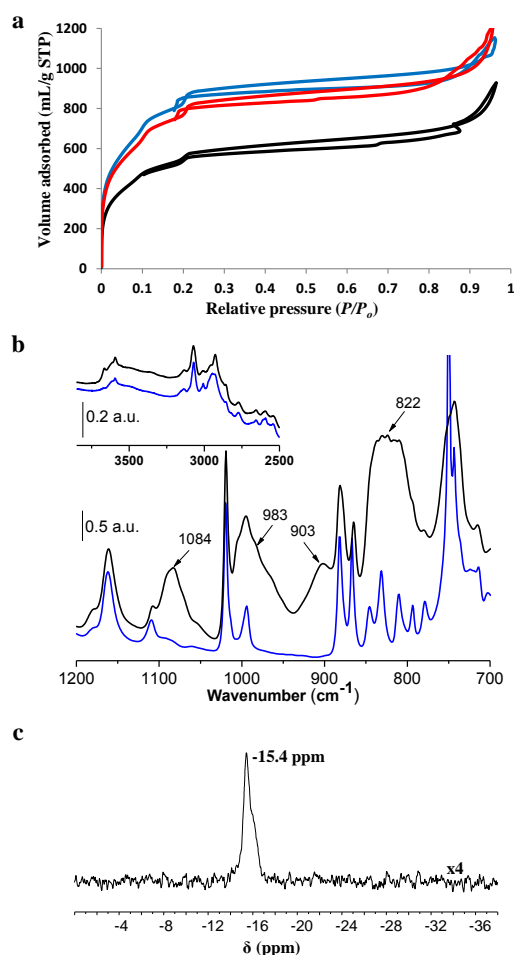 a
1200
1000
800
600
400
200
0
Volume adsorbed (mL/g STP)
0 0.1 0.2 0.3 0.4 0.5 0.6 0.7 0.8 0.9 1
Relative pressure (P/Po)
b
0.2 a.u.
3500 3000 2500
822
0.5 a.u.
1084
983
903
1200 1100 1000 900 800 700
Wavenumber (cm-1)
c
-15.4 ppm
x4
-4 -8 -12 -16 -20 -24 -28 -32 -36
δ (ppm)